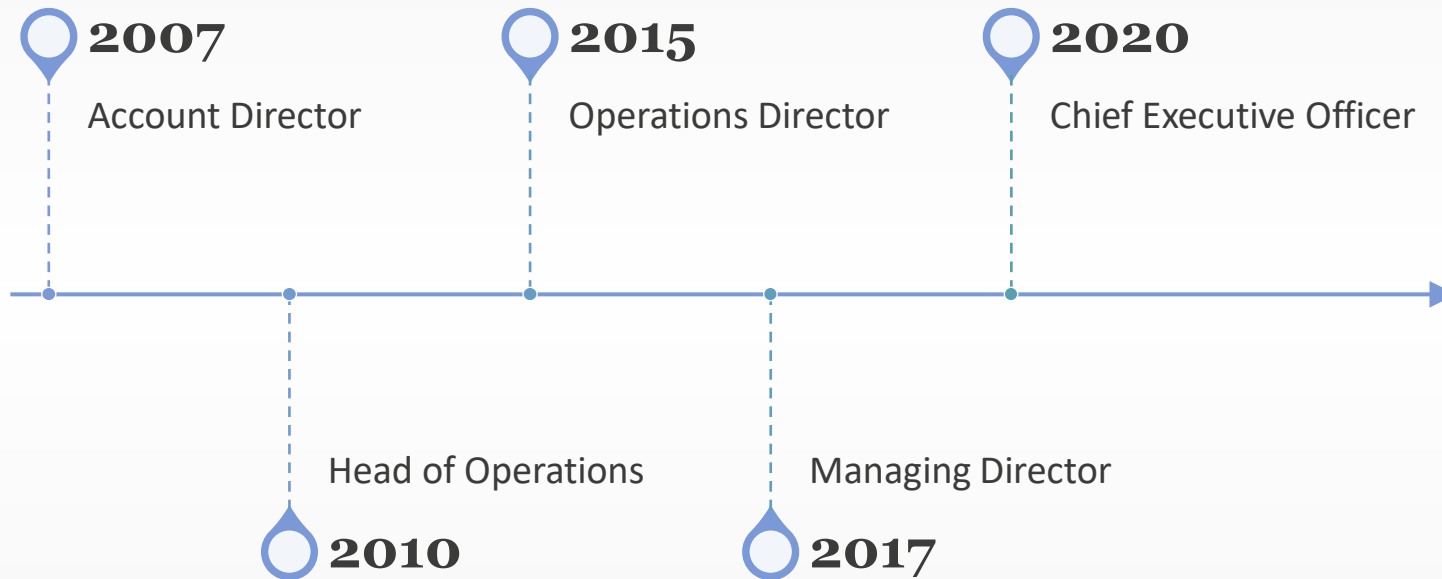 2007
Account Director
2015
Operations Director
2020
Chief Executive Officer
Head of Operations
2010
Managing Director
2017